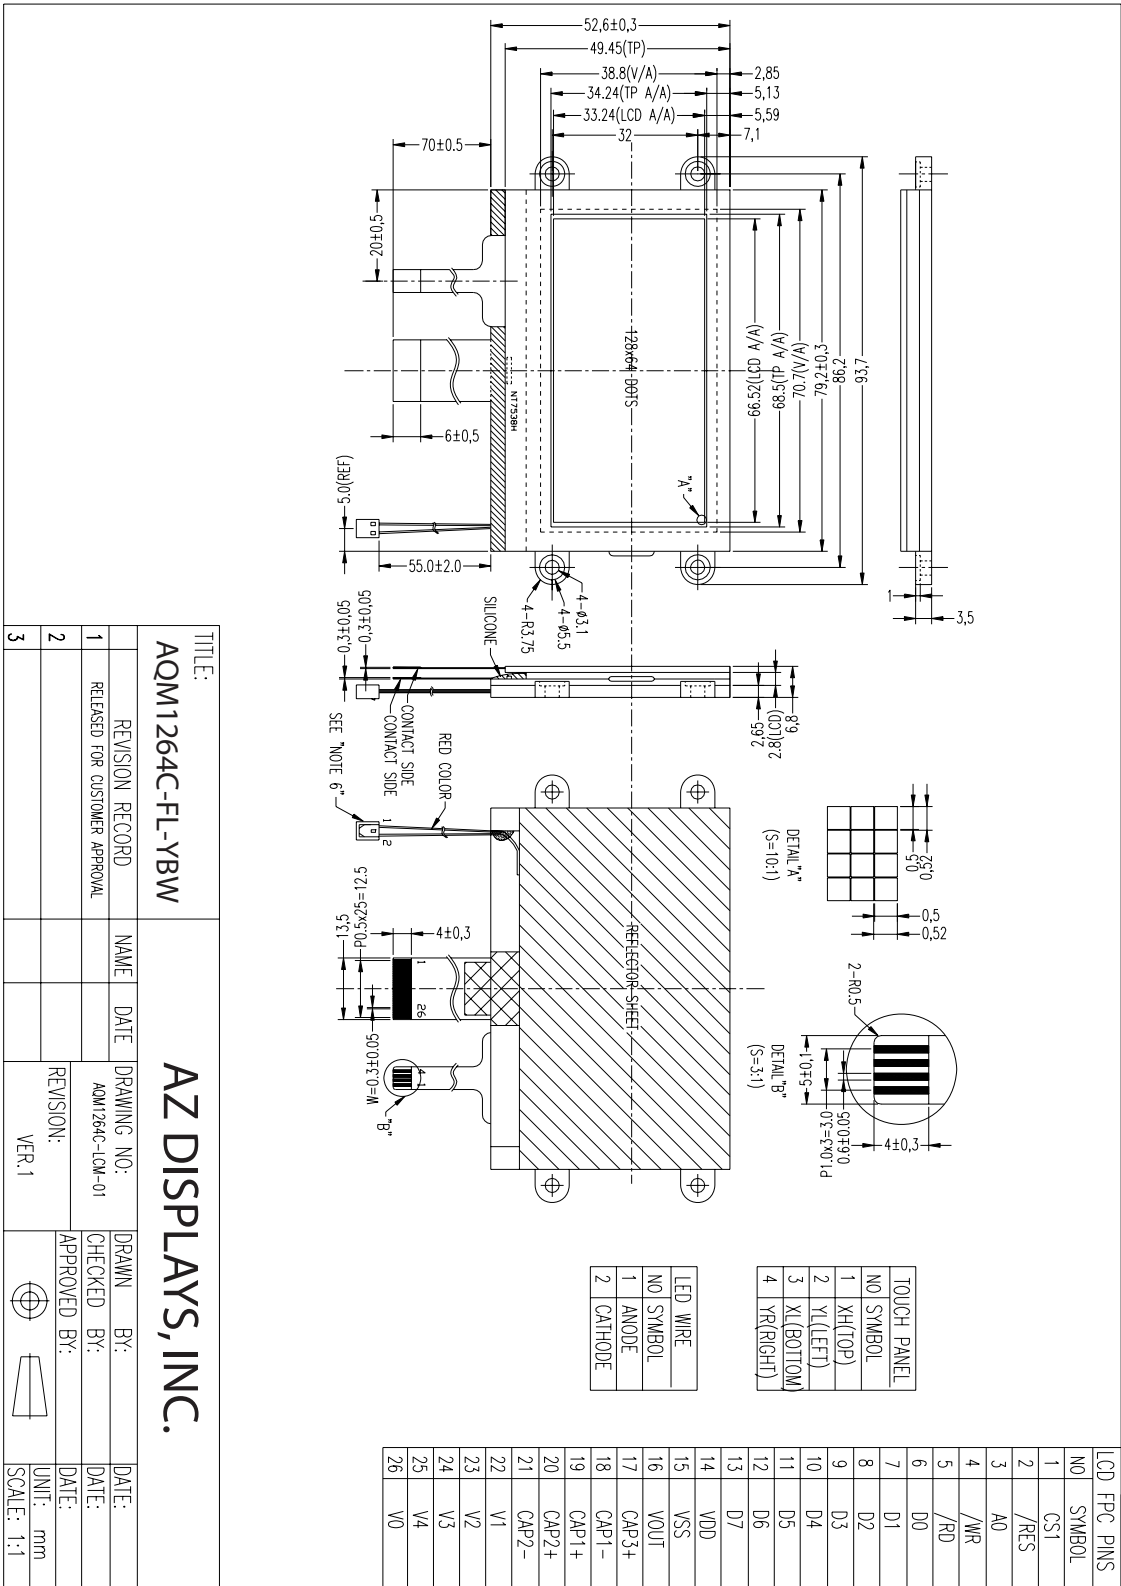 52,6±0,3
49.45(TP)
38.8(V/A)
2,85
34.24(TP A/A)
5,13
33.24(LCD A/A)
5,59
32
7,1
70±0.5
20±0,5
6±0,5
5.0(REF)
55.0±2.0
128x64 DOTS
NT7538H
"A"
66.52(LCD A/A)
68.5(TP A/A)
70.7(V/A)
79,2±0,3
86,2
93,7
1
3,5
4-ø3.1
4-ø5.5
4-R3.75
SILICONE
0,3±0,05
0,3±0,05
CONTACT SIDE
CONTACT SIDE
8,9
2.8(LCD)
2,65
RED COLOR
SEE "NOTE 6"
1
2
REFLECTOR SHEET
4±0,3
P0.5x25=12.5
13,5
W=0.3±0.05
1
26
4
1
"B"
0,52
0,5
0,5
0,52
DETAIL "A"
(S=10:1)
2-R0.5
DETAIL "B"
(S=3:1)
5±0,1
P1.0x3=3.0
0.6±0.05
4±0,3
TOUCH PANEL
NO SYMBOL
1 XH(TOP)
2 YL(LEFT)
3 XL(BOTTOM)
4 YR(RIGHT)
LED WIRE
NO SYMBOL
1 ANODE
2 CATHODE
LCD FPC PINS
NO SYMBOL
1 CS1
2 /RES
3 A0
4 /WR
5 /RD
6 D0
7 D1
8 D2
9 D3
10 D4
11 D5
12 D6
13 D7
14 VDD
15 VSS
16 VOUT
17 CAP3+
18 CAP1-
19 CAP1+
20 CAP2+
21 CAP2-
22 V1
23 V2
24 V3
25 V4
26 V0
TITLE:
AQM1264C-FL-YBW
AZ DISPLAYS, INC.
REVISION RECORD NAME DATE
1 RELEASED FOR CUSTOMER APPROVAL
2
3
DRAWING NO:
AQM1264C-LCM-01
REVISION:
VER.1
DRAWN BY: DATE:
CHECKED BY: DATE:
APPROVED BY: DATE:
UNIT: mm
SCALE: 1:1